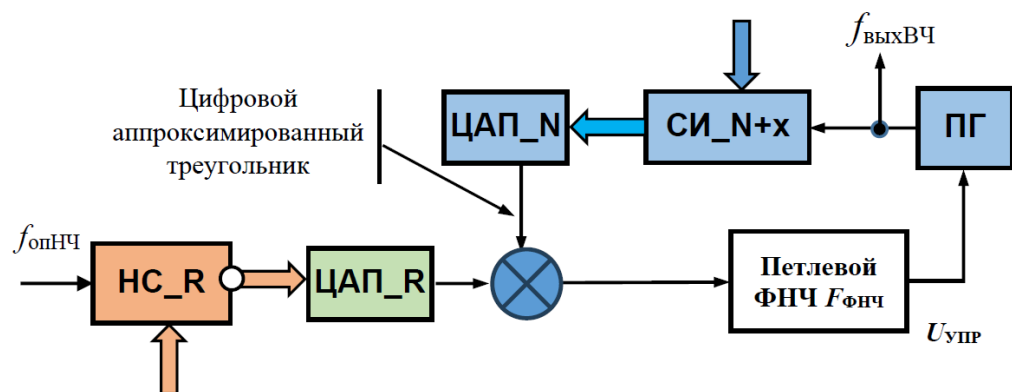 fвыхВЧ
Цифровой
аппроксимированный
треугольник
ЦАП_N
СИ_N+x
ПГ
fопНЧ
НС_R
ЦАП_R
Петлевой
ФНЧ FФНЧ
UУПР